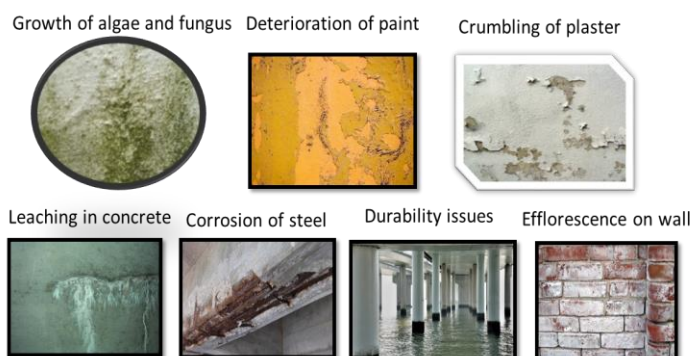 Growth of algae and fungus
Deterioration of paint
Crumbling of plaster
Leaching in concrete
Corrosion of steel
Durability issues
Efflorescence on wall